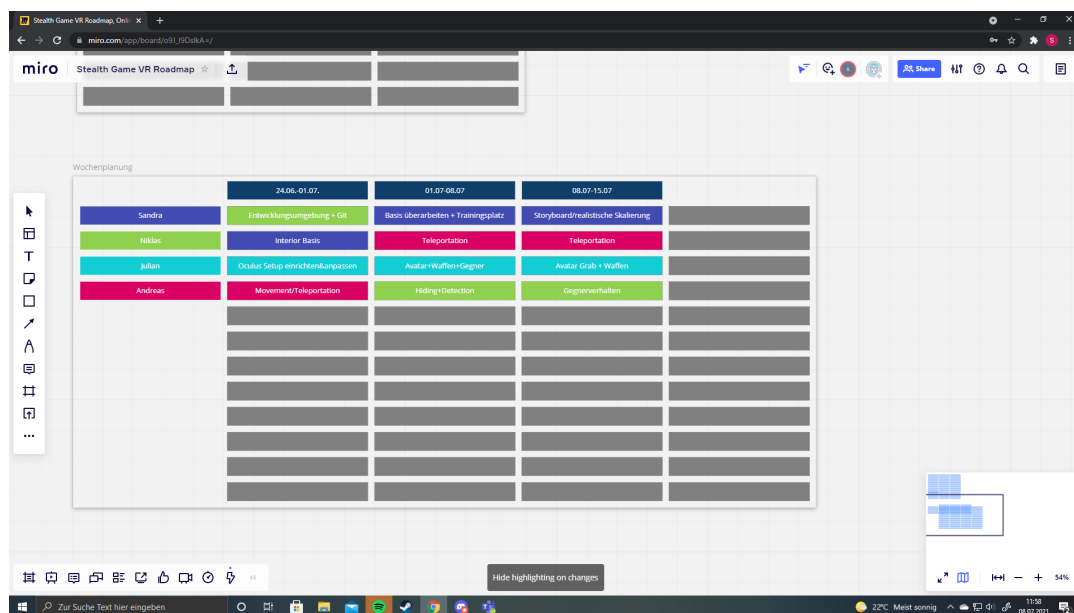 Stealth Game VR Roadmap, Onli
miro.com/app/board/o9J_l9DslkA=/
S
miro
Stealth Game VR Roadmap
Share
Wochenplanung
24.06.-01.07.
01.07-08.07
08.07-15.07
Sandra
Entwicklungsumgebung + Git
Basis überarbeiten + Trainingsplatz
Storyboard/realistische Skalierung
Niklas
Interior Basis
Teleportation
Teleportation
Julian
Oculus Setup einrichten&anpassen
Avatar+Waffen+Gegner
Avatar Grab + Waffen
Andreas
Movement/Teleportation
Hiding+Detection
Gegnerverhalten
Hide highlighting on changes
54%
Zur Suche Text hier eingeben
22°C Meist sonnig
11:58
08.07.2021